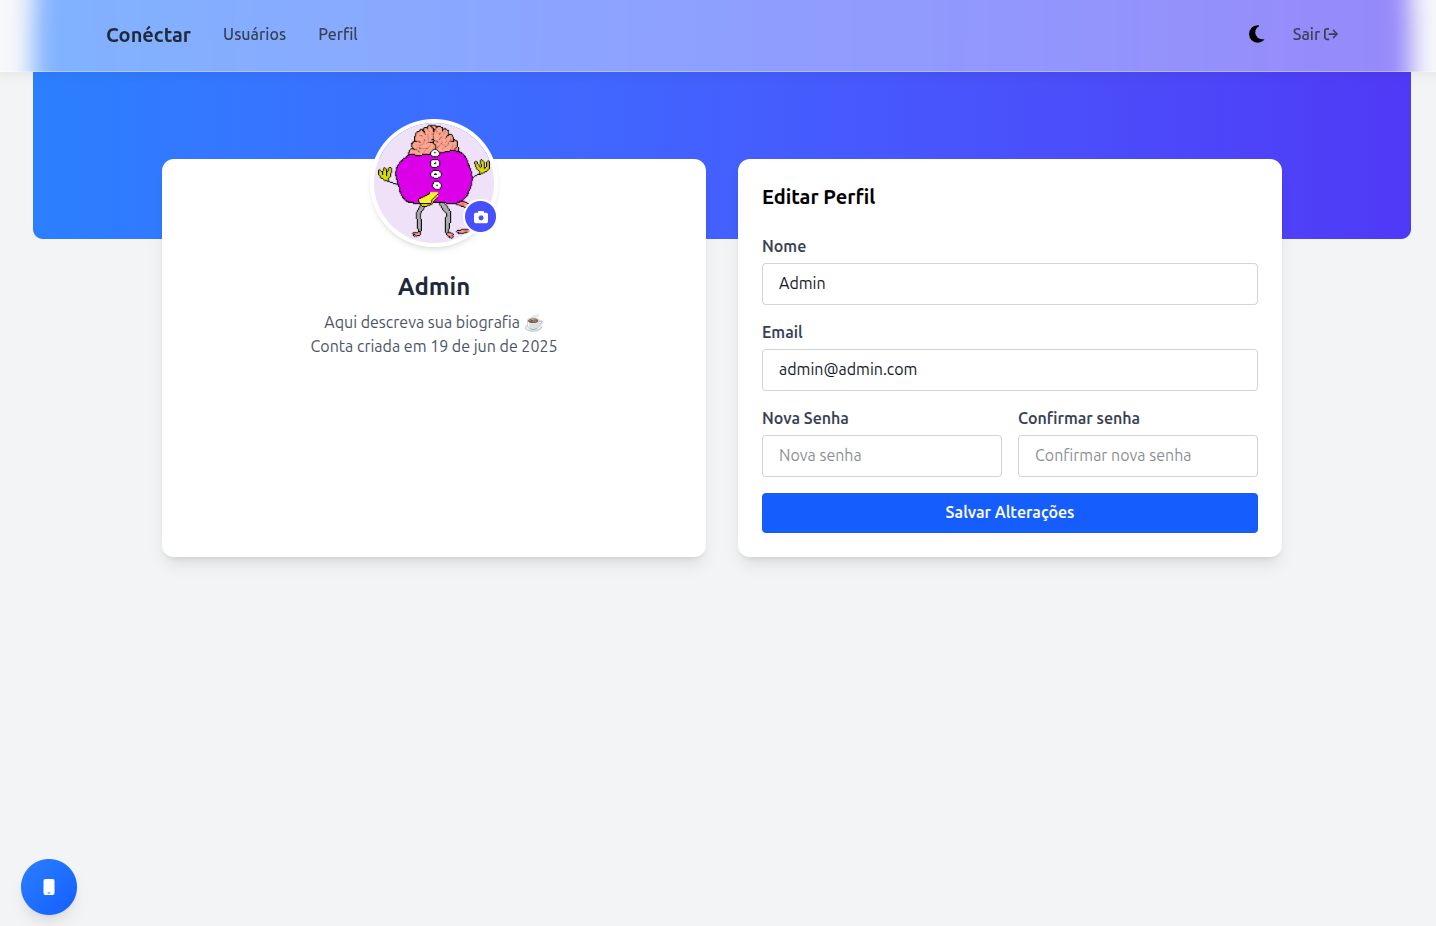 Conéctar Usuários Perfil Sair
Admin
Aqui descreva sua biografia ☕
Conta criada em 19 de jun de 2025
Editar Perfil
Nome
Admin
Email
admin@admin.com
Nova Senha Confirmar senha
Nova senha Confirmar nova senha
Salvar Alterações